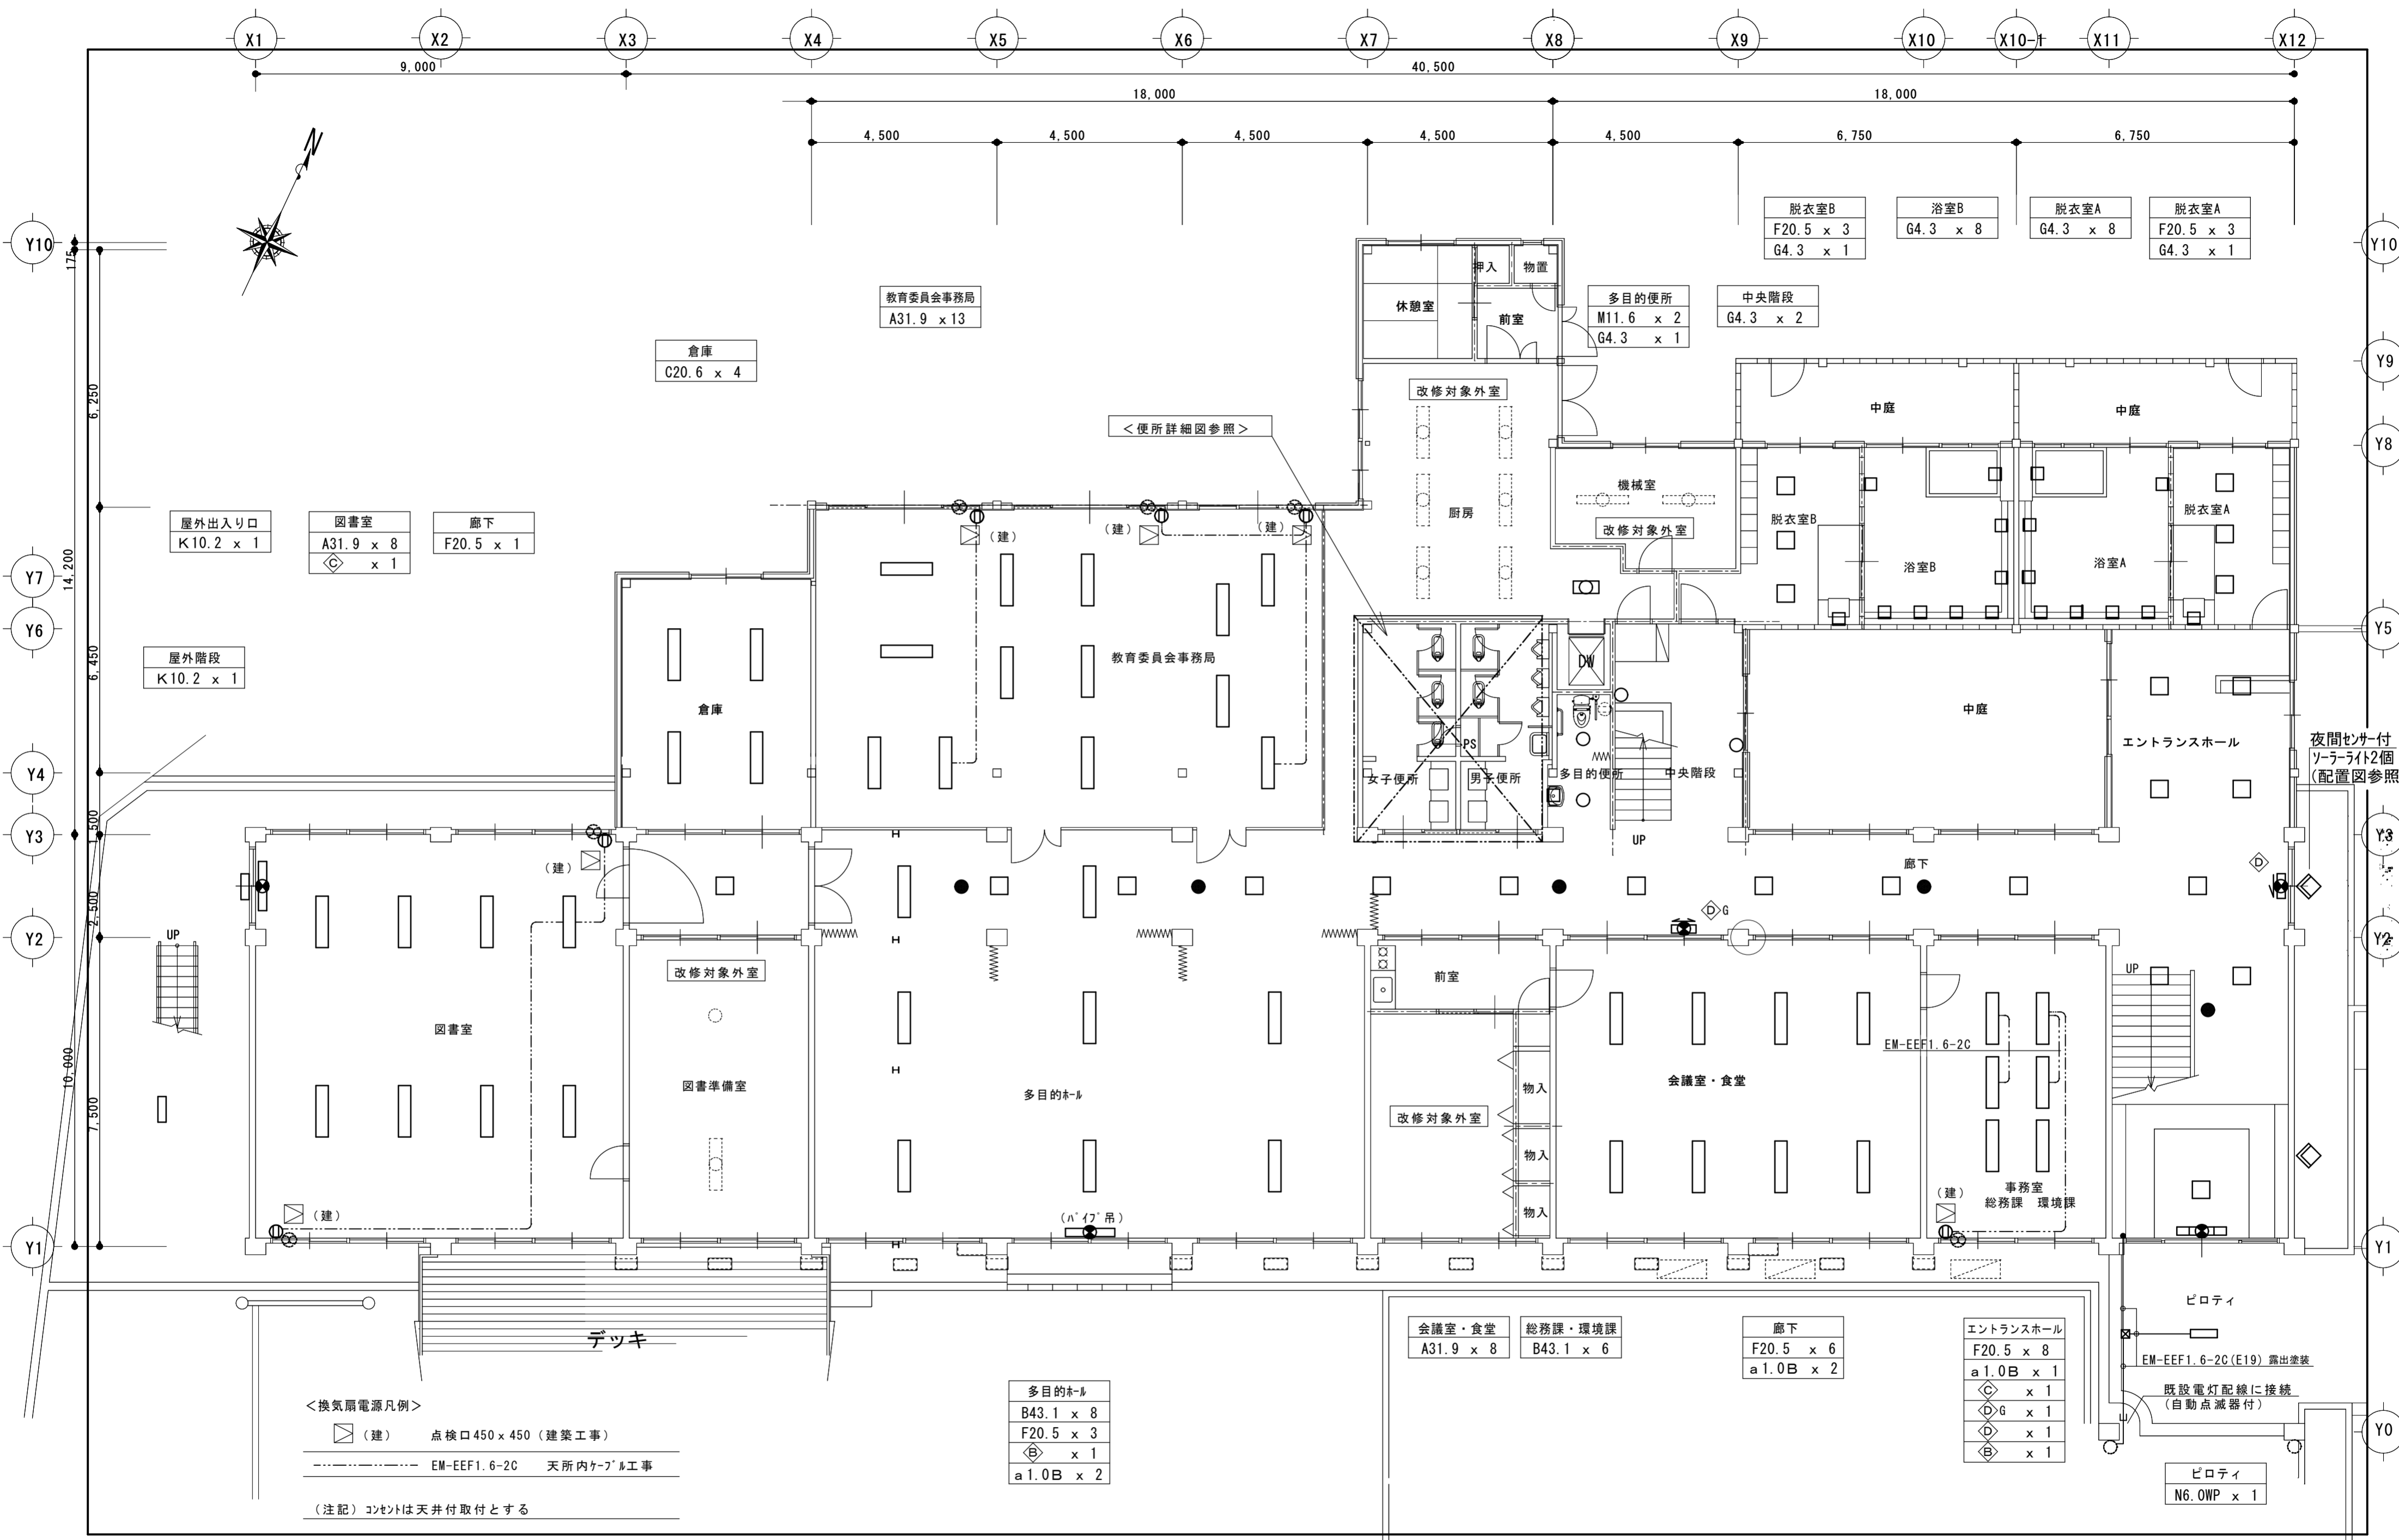 X1 X2 X3 X4 X5 X6 X7 X8 X9 X10 X10-1 X11 X12
9,000 40,500
18,000 18,000
4,500 4,500 4,500 4,500 4,500 6,750 6,750
N
脱衣室B
F20.5 x 3
G4.3 x 1
浴室B
G4.3 x 8
脱衣室A
G4.3 x 8
脱衣室A
F20.5 x 3
G4.3 x 1
Y10
175
Y10
教育委員会事務局
A31.9 x13
押入 物置
休憩室
前室
多目的便所
M11.6 x 2
G4.3 x 1
中央階段
G4.3 x 2
倉庫
C20.6 x 4
Y9
6,250
改修対象外室
中庭
中庭
<便所詳細図参照>
Y8
屋外出入り口
K10.2 x 1
図書室
A31.9 x 8
C x 1
廊下
F20.5 x 1
(建)
(建)
(建)
厨房
機械室
改修対象外室
脱衣室B
浴室B
浴室A
脱衣室A
Y7
14,200
Y6
Y5
屋外階段
K10.2 x 1
6,450
教育委員会事務局
DW
倉庫
中庭
エントランスホール
夜間センサー付
ソーラーライト2個
(配置図参照
PS
Y4
女子便所 男子便所 多目的便所 中央階段
Y4
1,500
Y3
UP
Y3
(建)
廊下
D
2,500
D G
Y2
UP
Y2
改修対象外室
前室
UP
図書室
EM-EEF1.6-2C
10,000
図書準備室
多目的ホール
会議室・食堂
物入
7,500
改修対象外室
物入
事務室
総務課 環境課
(建)
(建)
(パイプ吊)
物入
Y1
Y1
ピロティ
デッキ
会議室・食堂
A31.9 x 8
総務課・環境課
B43.1 x 6
廊下
F20.5 x 6
a1.0B x 2
エントランスホール
F20.5 x 8
a1.0B x 1
C x 1
D G x 1
D x 1
B x 1
EM-EEF1.6-2C(E19) 露出塗装
既設電灯配線に接続
(自動点滅器付)
多目的ホール
B43.1 x 8
F20.5 x 3
B x 1
a1.0B x 2
<換気扇電源凡例>
(建) 点検口450x450(建築工事)
EM-EEF1.6-2C 天所内ケーブル工事
(注記)コンセントは天井付取付とする
Y0
ピロティ
N6.0WP x 1